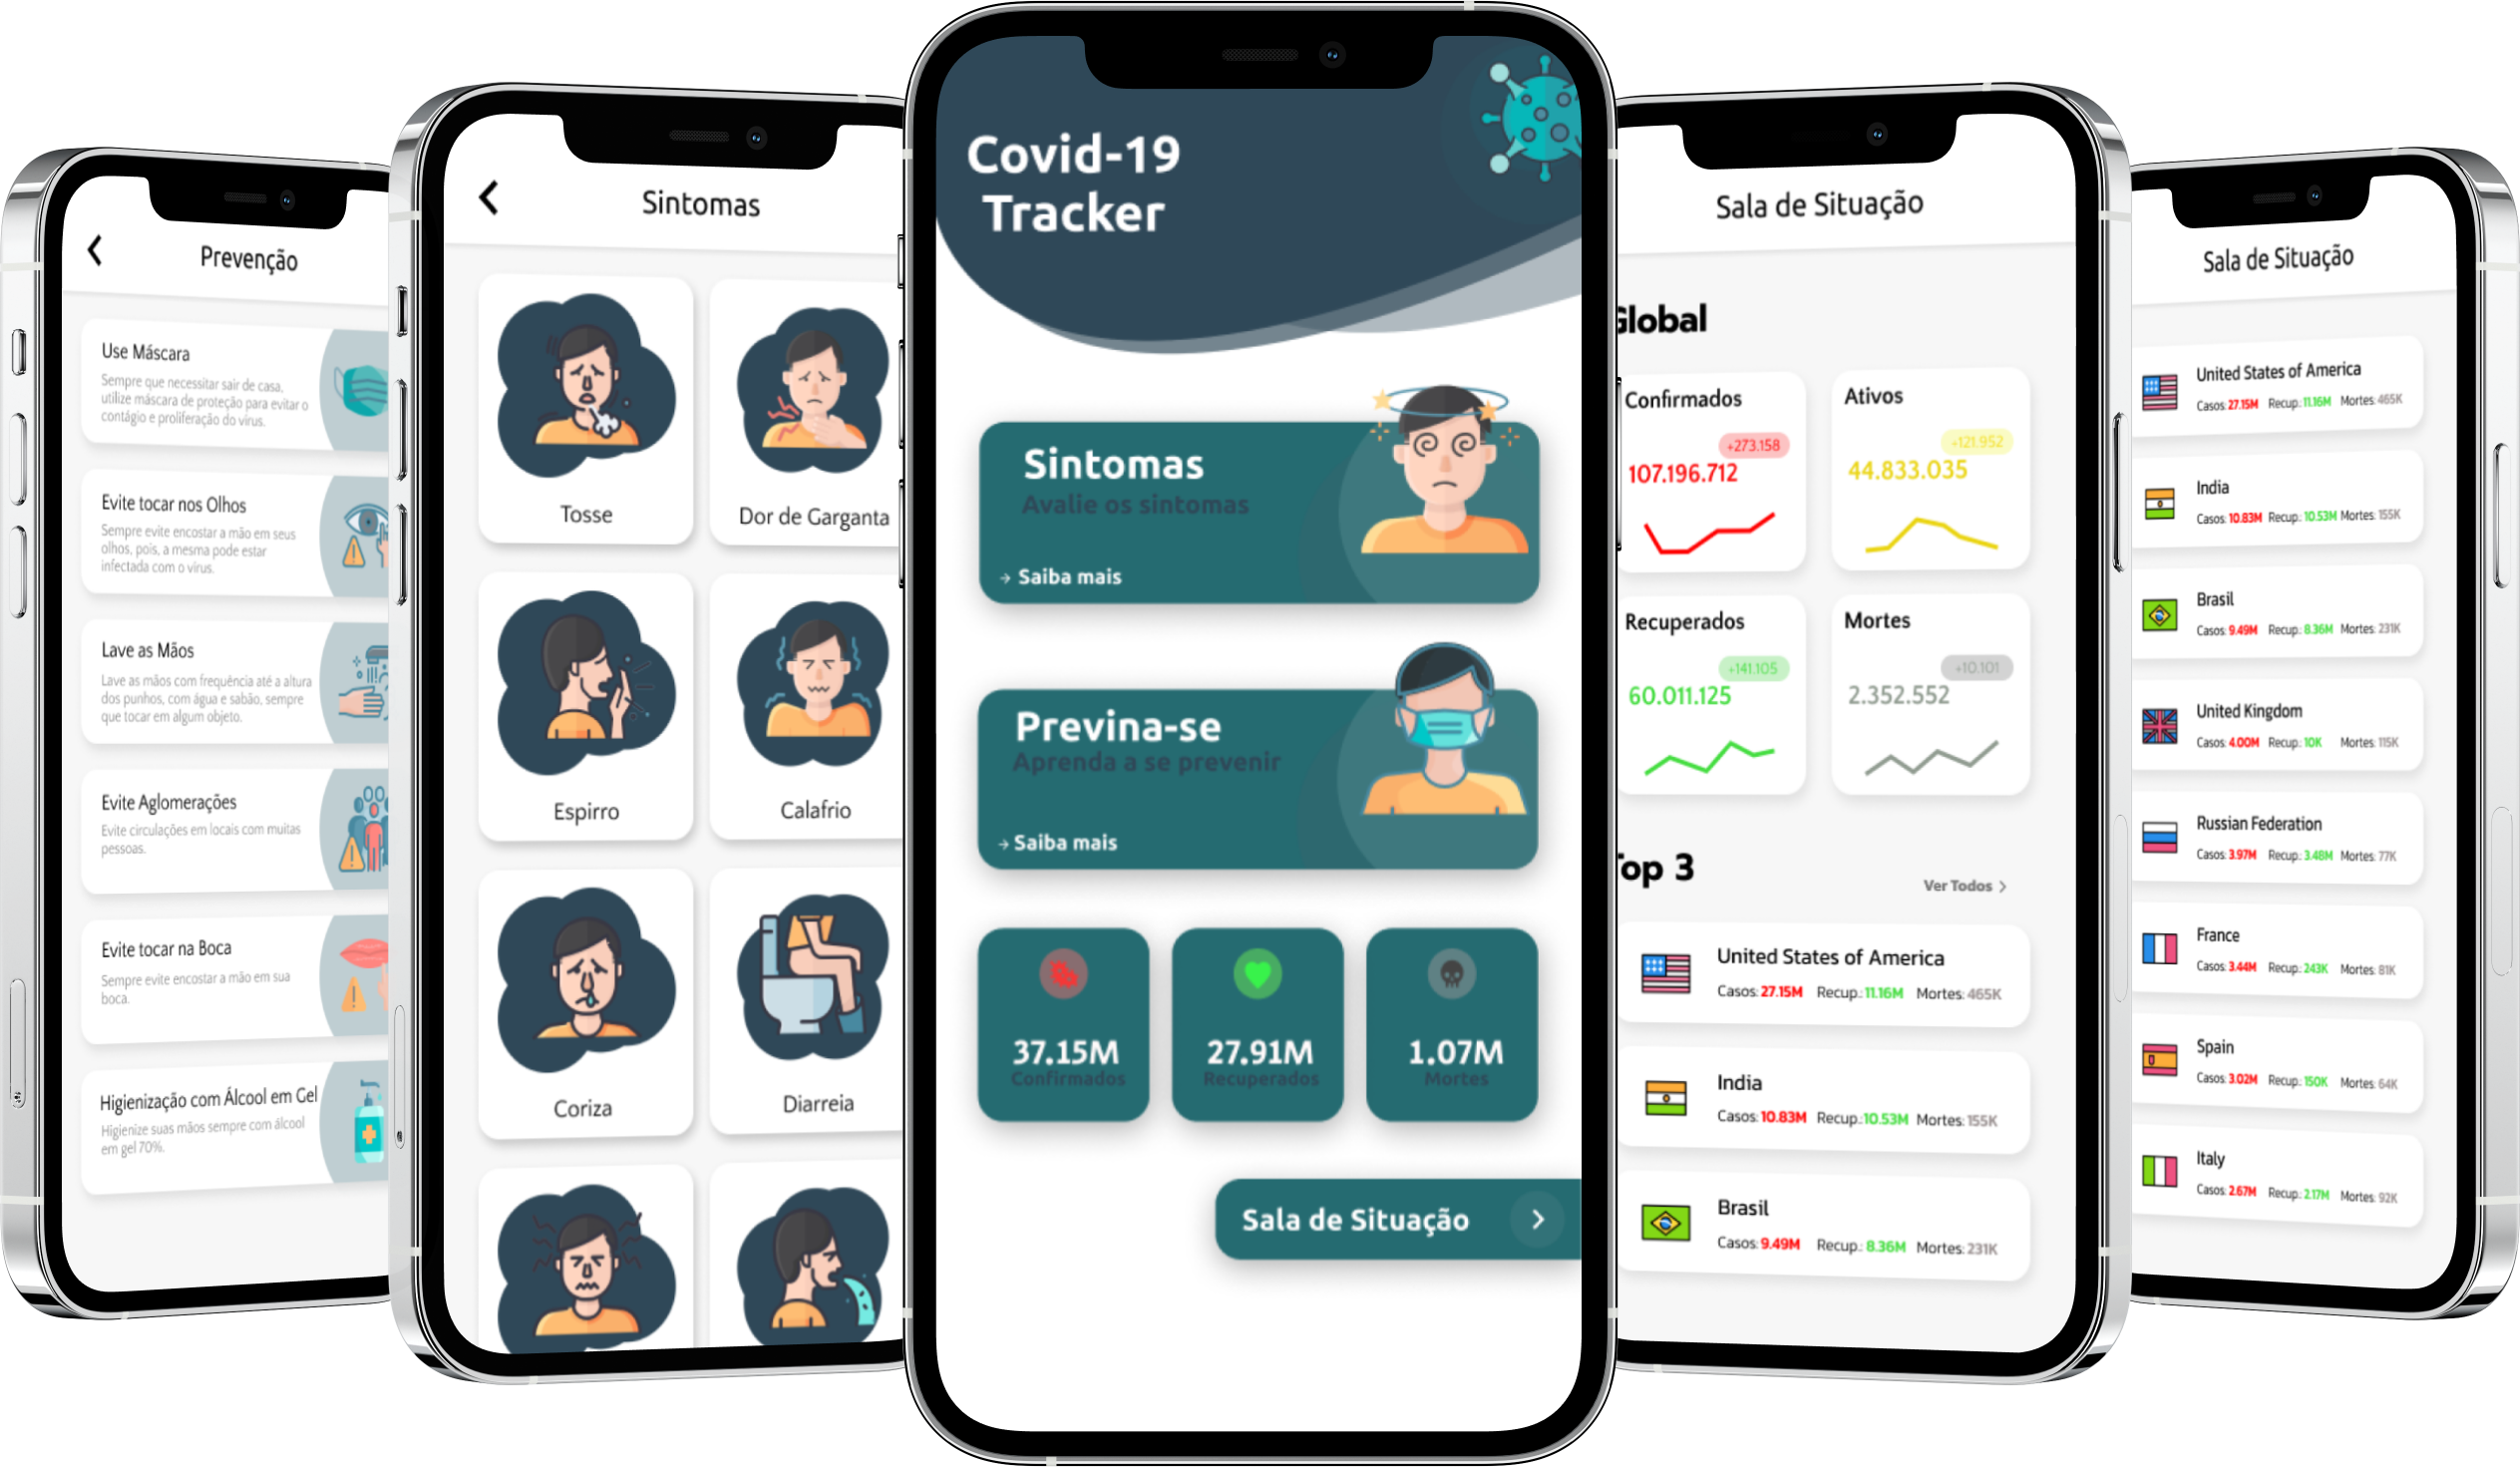 Prevenção
Use Máscara
Sempre que necessitar sair de casa,
utilize máscara de proteção para evitar o
contágio e proliferação do vírus.
Evite tocar nos Olhos
Sempre evite encostar a mão em seus
olhos, pois, a mesma pode estar
infectada com o vírus.
Lave as Mãos
Lave as mãos com frequência até a altura
dos punhos, com água e sabão, sempre
que tocar em algum objeto.
Evite Aglomerações
Evite circulações em locais com muitas
pessoas.
Evite tocar na Boca
Sempre evite encostar a mão em sua
boca.
Higienização com Álcool em Gel
Higienize suas mãos sempre com álcool
em gel 70%.
Sintomas
Tosse
Dor de Garganta
Espirro
Calafrio
Coriza
Diarreia
Covid-19
Tracker
Sintomas
Avalie os sintomas
→ Saiba mais
Previna-se
Aprenda a se prevenir
→ Saiba mais
37.15M
Confirmados
27.91M
Recuperados
1.07M
Mortes
Sala de Situação
Sala de Situação
Global
Confirmados
+273.158
107.196.712
Ativos
+121.952
44.833.035
Recuperados
+141.105
60.011.125
Mortes
+10.101
2.352.552
Top 3
Ver Todos
United States of America
Casos: 27.15M Recup.: 11.16M Mortes: 465K
India
Casos: 10.83M Recup.: 10.53M Mortes: 155K
Brasil
Casos: 9.49M Recup.: 8.36M Mortes: 231K
Sala de Situação
United States of America
Casos: 27.15M Recup.: 11.16M Mortes: 465K
India
Casos: 10.83M Recup.: 10.53M Mortes: 155K
Brasil
Casos: 9.49M Recup.: 8.36M Mortes: 231K
United Kingdom
Casos: 4.00M Recup.: 10K Mortes: 115K
Russian Federation
Casos: 3.97M Recup.: 3.48M Mortes: 77K
France
Casos: 3.44M Recup.: 243K Mortes: 81K
Spain
Casos: 3.02M Recup.: 150K Mortes: 64K
Italy
Casos: 2.67M Recup.: 2.17M Mortes: 92K